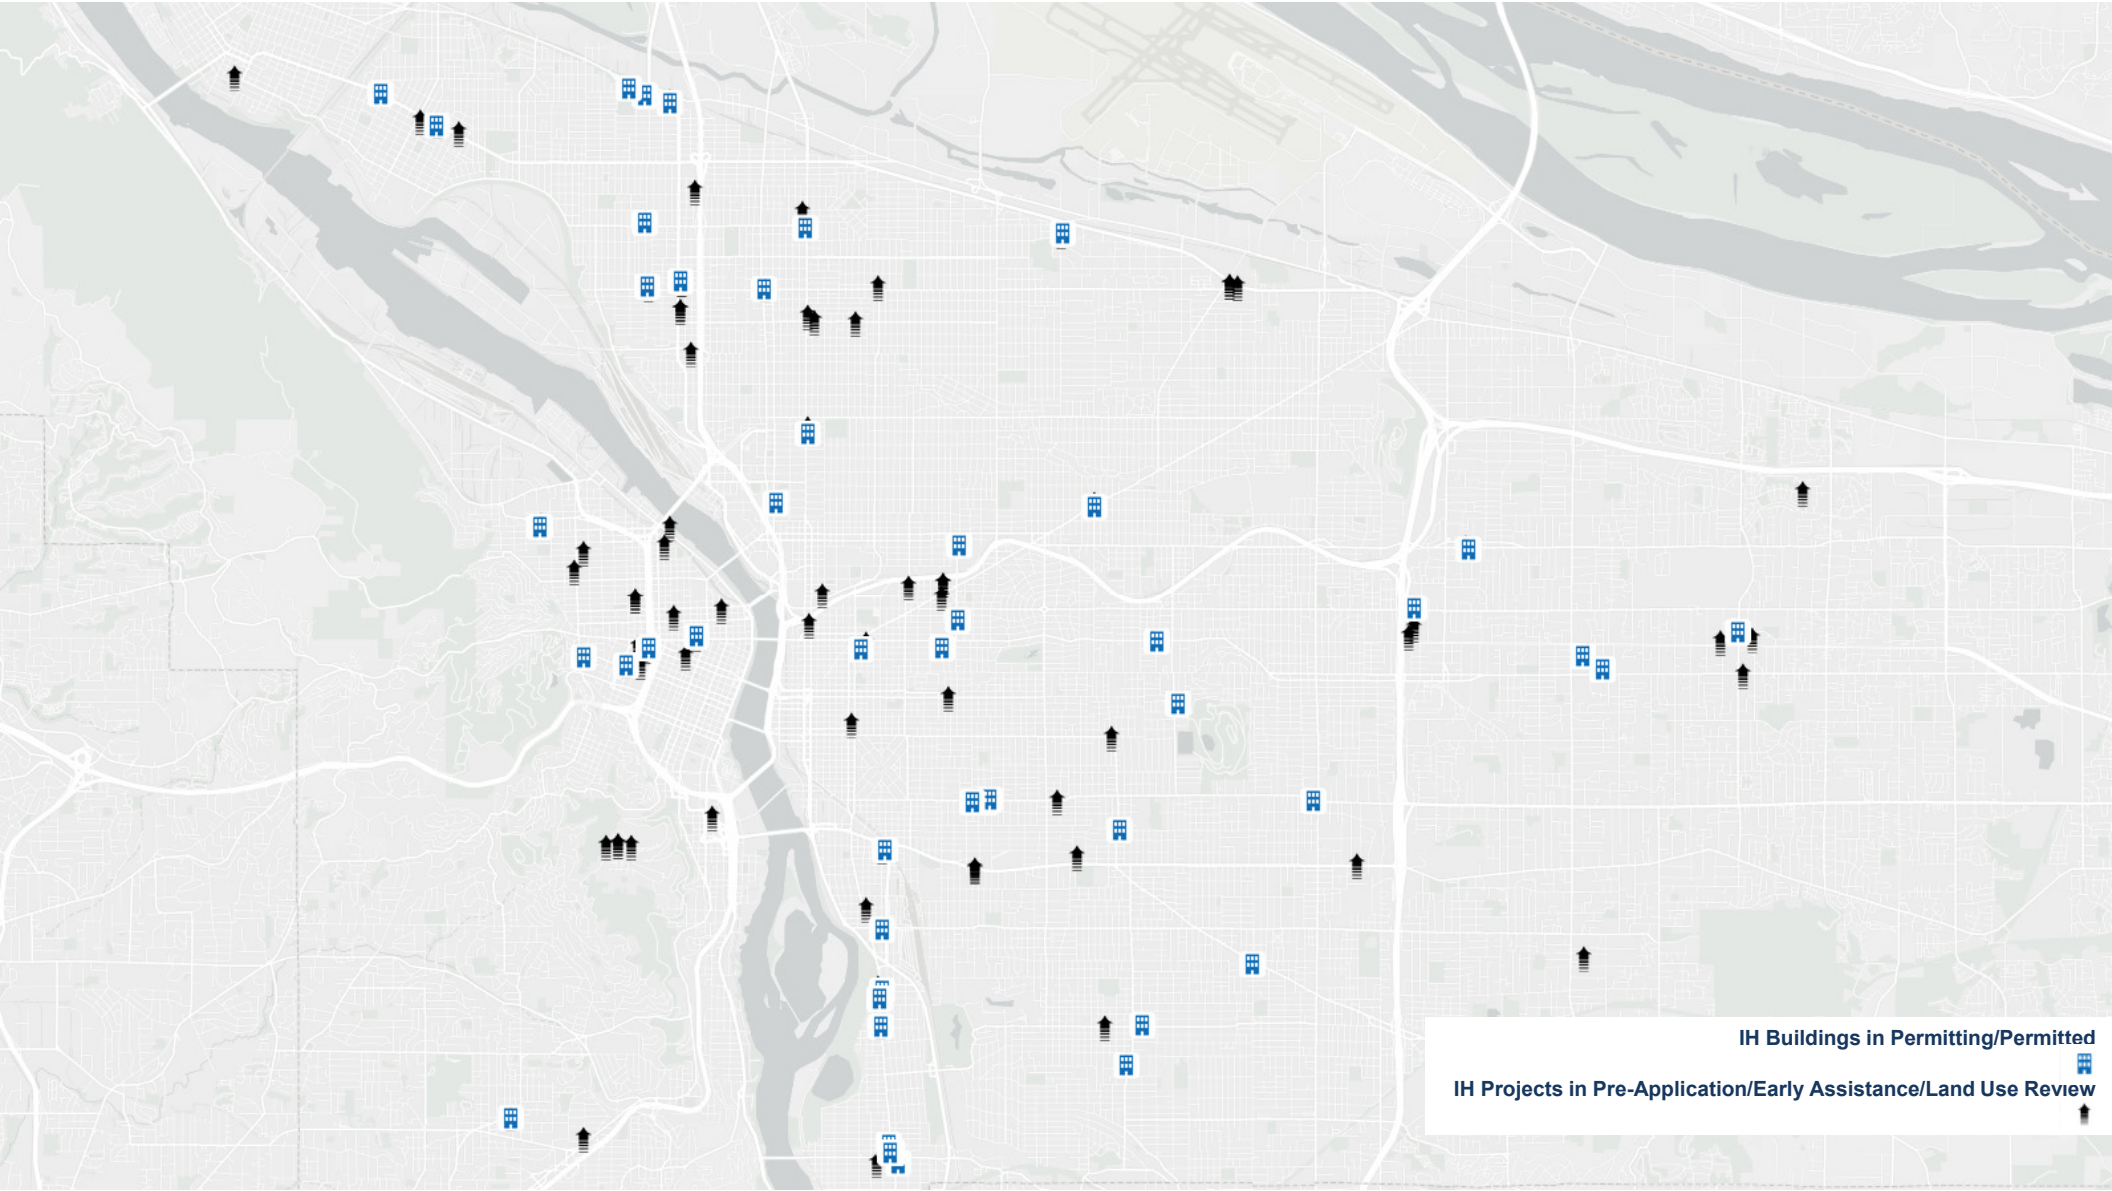 IH Buildings in Permitting/Permitted
IH Projects in Pre-Application/Early Assistance/Land Use Review